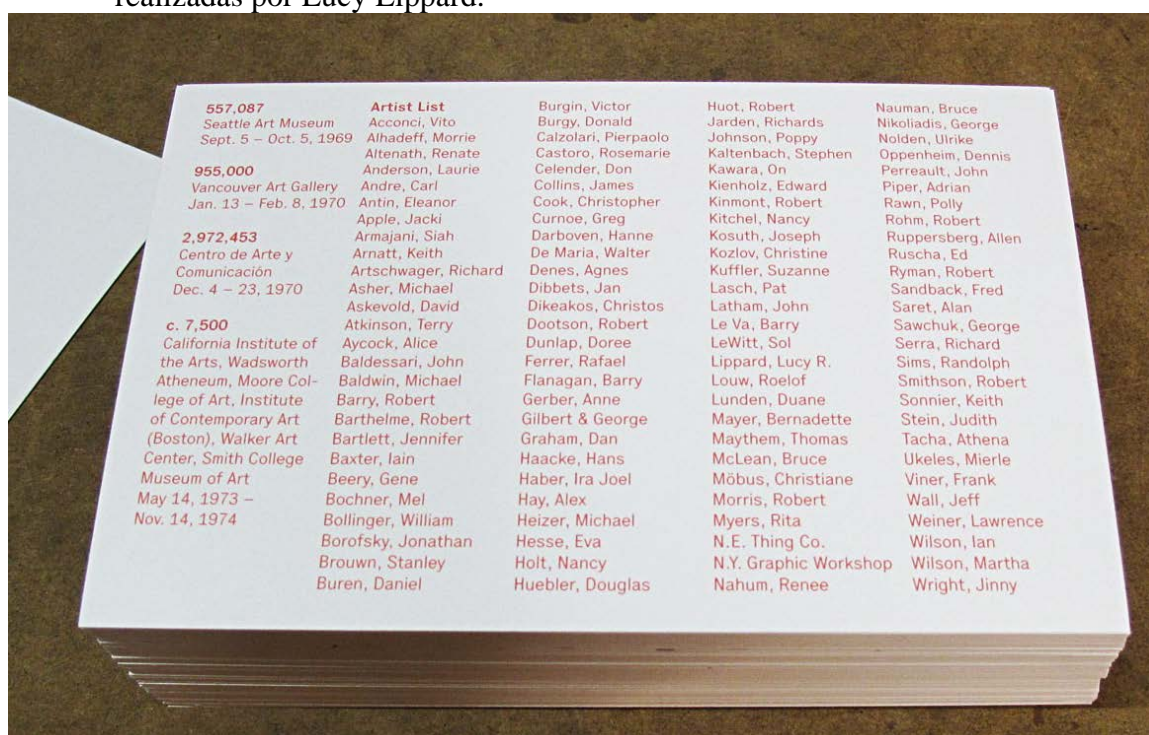 realizadas por Lucy Lippard.
557,087
Seattle Art Museum
Sept. 5 – Oct. 5, 1969
955,000
Vancouver Art Gallery
Jan. 13 – Feb. 8, 1970
2,972,453
Centro de Arte y
Comunicación
Dec. 4 – 23, 1970
c. 7,500
California Institute of
the Arts, Wadsworth
Atheneum, Moore Col-
lege of Art, Institute
of Contemporary Art
(Boston), Walker Art
Center, Smith College
Museum of Art
May 14, 1973 –
Nov. 14, 1974
Artist List
Acconci, Vito
Alhadeff, Morrie
Altenath, Renate
Anderson, Laurie
Andre, Carl
Antin, Eleanor
Apple, Jacki
Armajani, Siah
Arnatt, Keith
Artschwager, Richard
Asher, Michael
Askevold, David
Atkinson, Terry
Aycock, Alice
Baldessari, John
Baldwin, Michael
Barry, Robert
Barthelme, Robert
Bartlett, Jennifer
Baxter, Iain
Beery, Gene
Bochner, Mel
Bollinger, William
Borofsky, Jonathan
Brouwn, Stanley
Buren, Daniel
Burgin, Victor
Burgy, Donald
Calzolari, Pierpaolo
Castoro, Rosemarie
Celender, Don
Collins, James
Cook, Christopher
Curnoe, Greg
Darboven, Hanne
De Maria, Walter
Denes, Agnes
Dibbets, Jan
Dikeakos, Christos
Dootson, Robert
Dunlap, Doree
Ferrer, Rafael
Flanagan, Barry
Gerber, Anne
Gilbert & George
Graham, Dan
Haacke, Hans
Haber, Ira Joel
Hay, Alex
Heizer, Michael
Hesse, Eva
Holt, Nancy
Huebler, Douglas
Huot, Robert
Jarden, Richards
Johnson, Poppy
Kaltenbach, Stephen
Kawara, On
Kienholz, Edward
Kinmont, Robert
Kitchel, Nancy
Kosuth, Joseph
Kozlov, Christine
Kuffler, Suzanne
Lasch, Pat
Latham, John
Le Va, Barry
LeWitt, Sol
Lippard, Lucy R.
Louw, Roelof
Lunden, Duane
Mayer, Bernadette
Maythem, Thomas
McLean, Bruce
Möbus, Christiane
Morris, Robert
Myers, Rita
N.E. Thing Co.
N.Y. Graphic Workshop
Nahum, Renee
Nauman, Bruce
Nikoliadis, George
Nolden, Ulrike
Oppenheim, Dennis
Perreault, John
Piper, Adrian
Rawn, Polly
Rohm, Robert
Ruppersberg, Allen
Ruscha, Ed
Ryman, Robert
Sandback, Fred
Saret, Alan
Sawchuk, George
Serra, Richard
Sims, Randolph
Smithson, Robert
Sonnier, Keith
Stein, Judith
Tacha, Athena
Ukeles, Mierle
Viner, Frank
Wall, Jeff
Weiner, Lawrence
Wilson, Ian
Wilson, Martha
Wright, Jinny